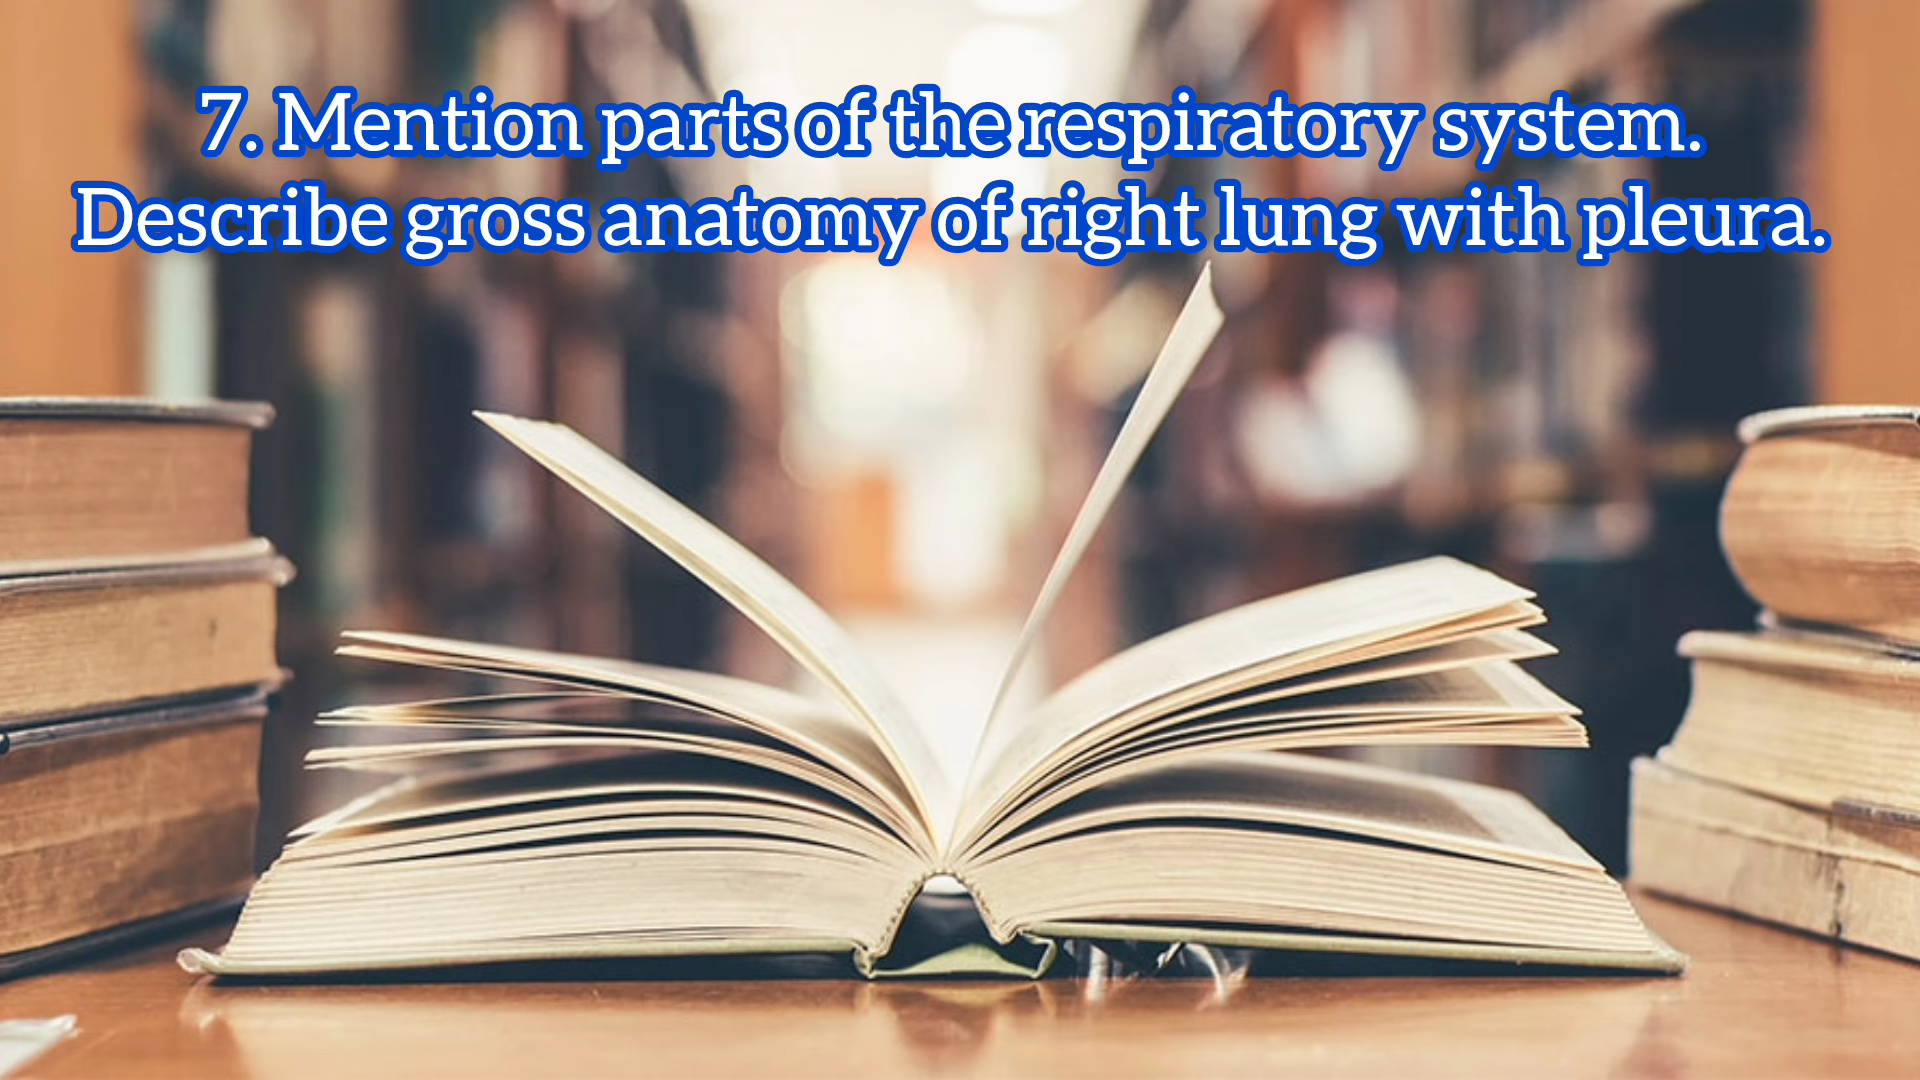 7. Mention parts of the respiratory system.
Describe gross anatomy of right lung with pleura.